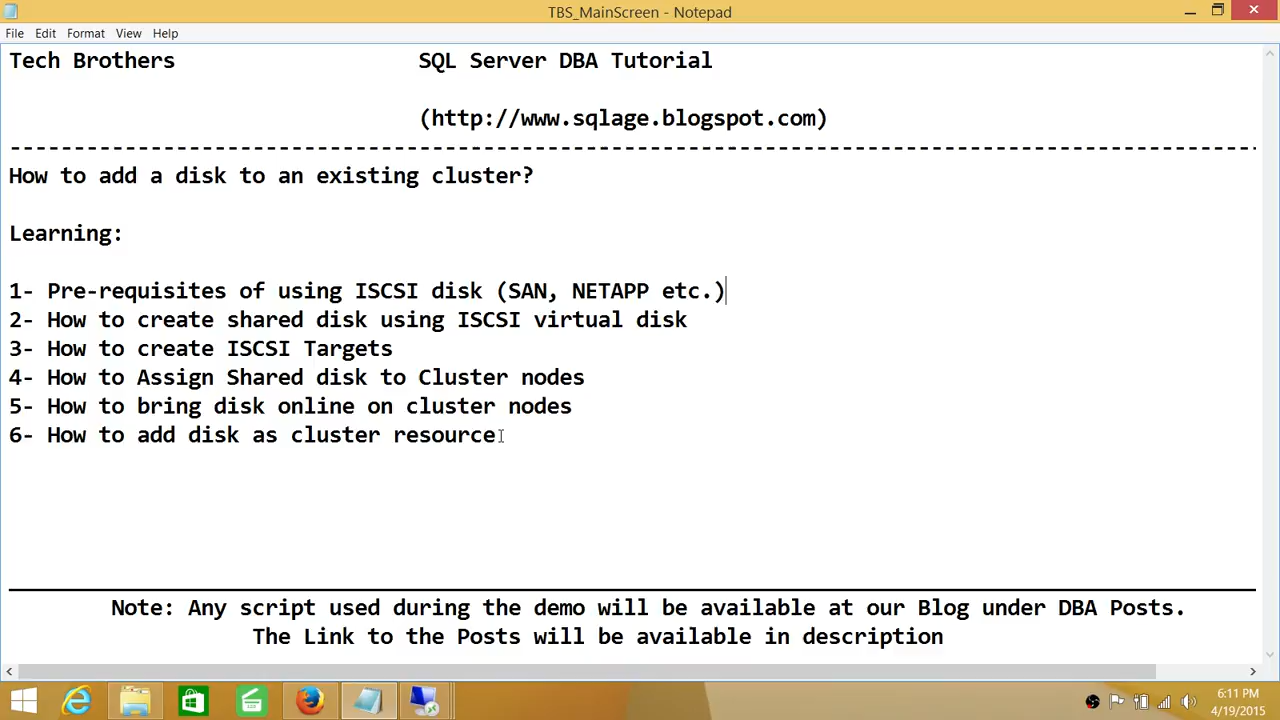 TBS_MainScreen - Notepad
File Edit Format View Help
Tech Brothers SQL Server DBA Tutorial
(http://www.sqlage.blogspot.com)
--------------------------------------------------------------------------------------------------
How to add a disk to an existing cluster?
Learning:
1- Pre-requisites of using ISCSI disk (SAN, NETAPP etc.)
2- How to create shared disk using ISCSI virtual disk
3- How to create ISCSI Targets
4- How to Assign Shared disk to Cluster nodes
5- How to bring disk online on cluster nodes
6- How to add disk as cluster resource
Note: Any script used during the demo will be available at our Blog under DBA Posts.
The Link to the Posts will be available in description
6:11 PM
4/19/2015